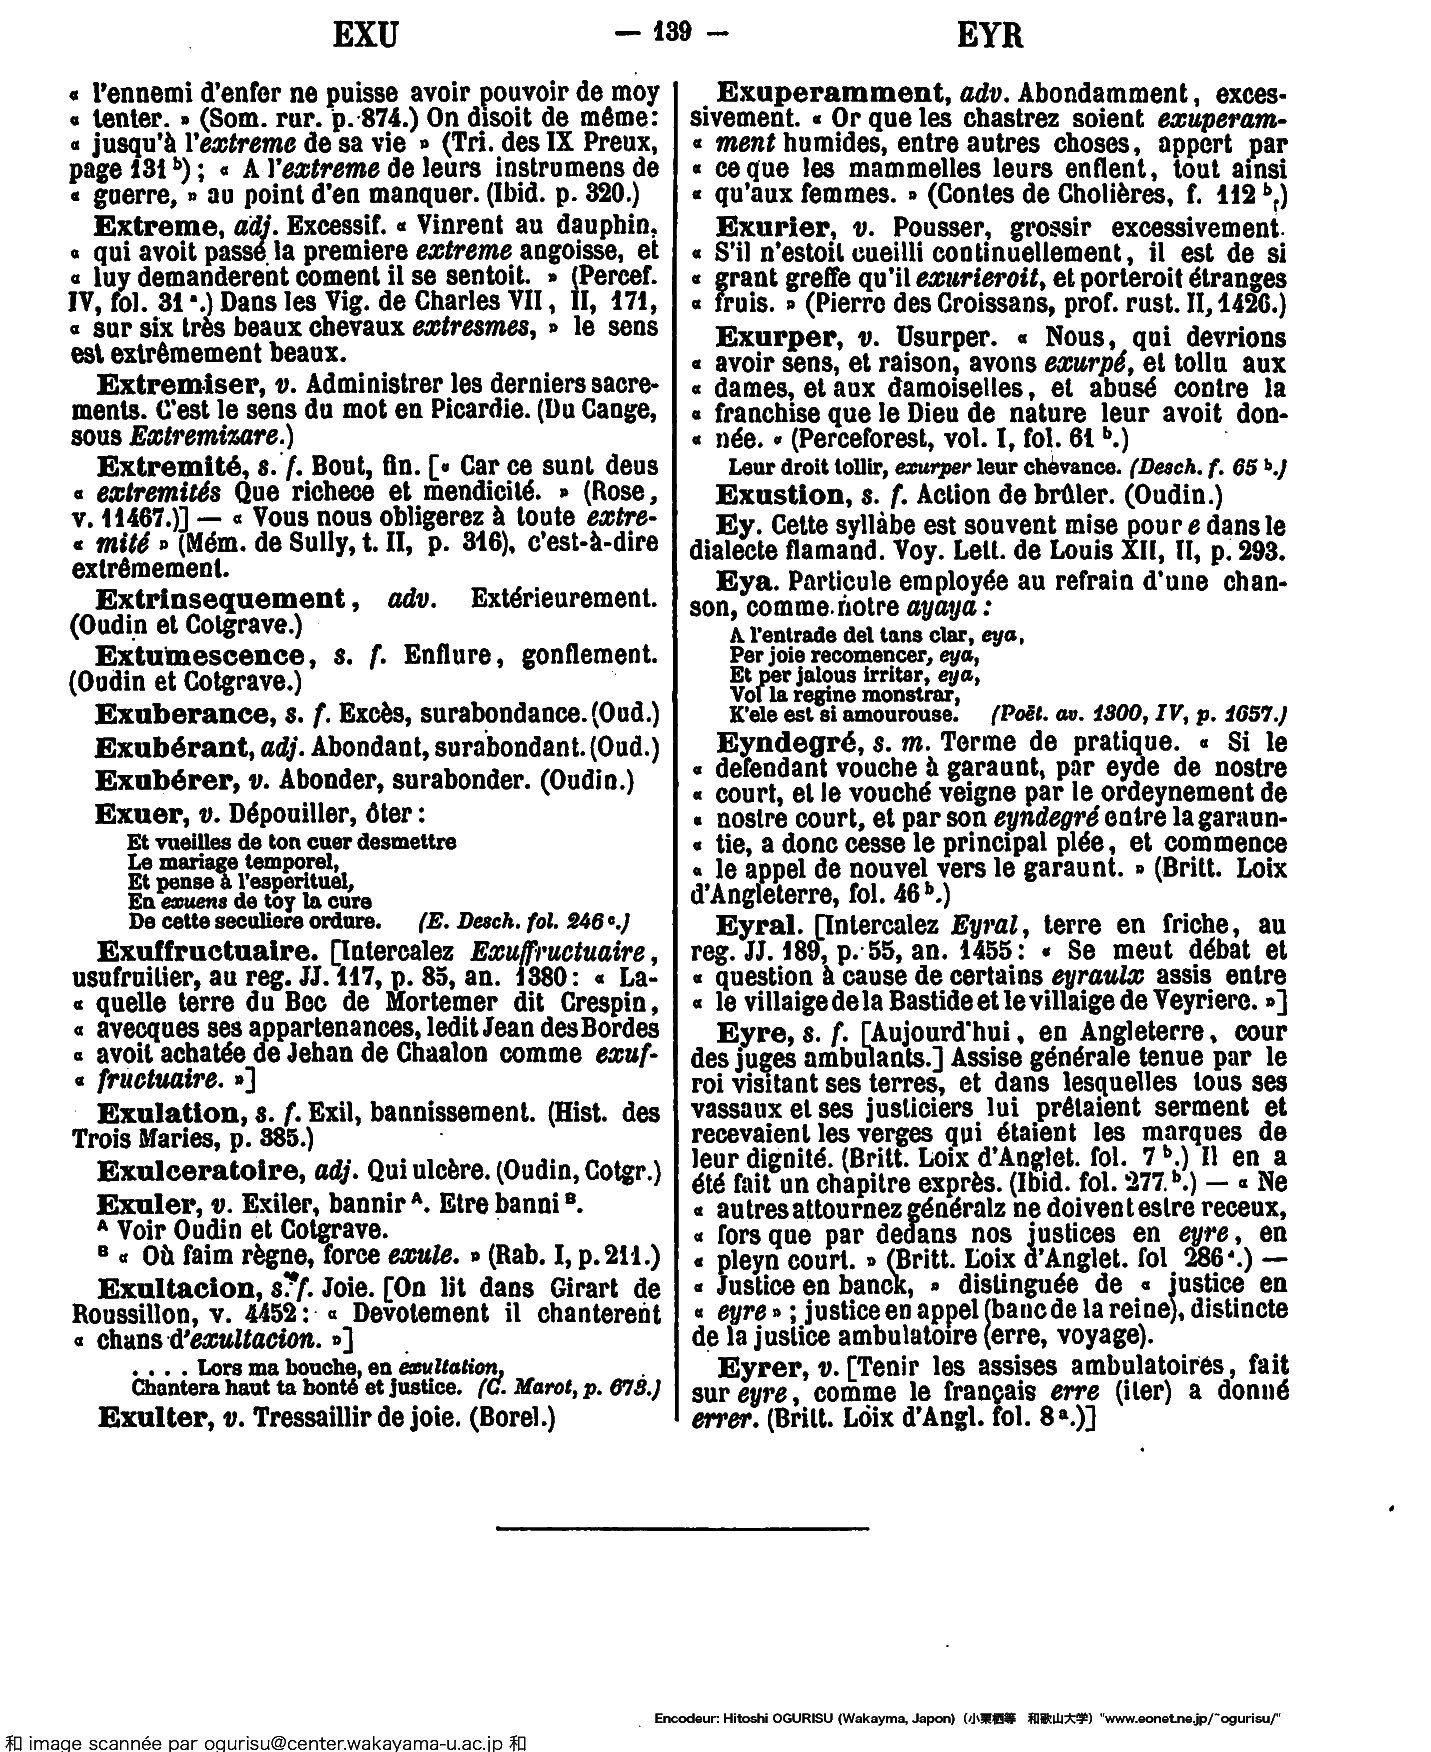 EXU — 139 — EYR
« l'ennemi d'enfer ne puisse avoir pouvoir de moy
« tenter. » (Som. rur. p. 874.) On disoit de même:
« jusqu'à l'extreme de sa vie » (Tri. des IX Preux,
page 131 b) ; « A l'extreme de leurs instrumens de
« guerre, » au point d'en manquer. (Ibid. p. 320.)
Extreme, adj. Excessif. « Vinrent au dauphin,
« qui avoit passé la premiere extreme angoisse, et
« luy demanderent coment il se sentoit. » (Percef.
IV, fol. 31 a.) Dans les Vig. de Charles VII, II, 171,
« sur six très beaux chevaux extresmes, » le sens
est extrêmement beaux.
Extremiser, v. Administrer les derniers sacre-
ments. C'est le sens du mot en Picardie. (Du Cange,
sous Extremizare.)
Extremité, s. f. Bout, fin. [« Car ce sunt deus
« extremités Que richece et mendicité. » (Rose,
v. 11467.)] — « Vous nous obligerez à toute extre-
« mité » (Mém. de Sully, t. II, p. 316), c'est-à-dire
extrêmement.
Extrinsequement, adv. Extérieurement.
(Oudin et Cotgrave.)
Extumescence, s. f. Enflure, gonflement.
(Oudin et Cotgrave.)
Exuberance, s. f. Excès, surabondance. (Oud.)
Exubérant, adj. Abondant, surabondant. (Oud.)
Exubérer, v. Abonder, surabonder. (Oudin.)
Exuer, v. Dépouiller, ôter :
Et vueilles de ton cuer desmettre
Le mariage temporel,
Et pense à l'esperituel,
En exuens de toy la cure
De cette seculiere ordure. (E. Desch. fol. 246 c.)
Exuffructuaire. [Intercalez Exuffructuaire,
usufruitier, au reg. JJ. 117, p. 85, an. 1380 : « La-
« quelle terre du Bec de Mortemer dit Crespin,
« avecques ses appartenances, ledit Jean des Bordes
« avoit achatée de Jehan de Chaalon comme exuf-
« fructuaire. »]
Exulation, s. f. Exil, bannissement. (Hist. des
Trois Maries, p. 385.)
Exulceratoire, adj. Qui ulcère. (Oudin, Cotgr.)
Exuler, v. Exiler, bannir A. Etre banni B.
A Voir Oudin et Cotgrave.
B « Où faim règne, force exule. » (Rab. I, p. 211.)
Exultacion, s. f. Joie. [On lit dans Girart de
Roussillon, v. 4452 : « Devotement il chanterent
« chans d'exultacion. »]
. . . . Lors ma bouche, en exultation,
Chantera haut ta bonté et justice. (C. Marot, p. 673.)
Exulter, v. Tressaillir de joie. (Borel.)
Exuperamment, adv. Abondamment, exces-
sivement. « Or que les chastrez soient exuperam-
« ment humides, entre autres choses, appert par
« ce que les mammelles leurs enflent, tout ainsi
« qu'aux femmes. » (Contes de Cholières, f. 112 b.)
Exurier, v. Pousser, grossir excessivement.
« S'il n'estoit cueilli continuellement, il est de si
« grant greffe qu'il exurieroit, et porteroit étranges
« fruis. » (Pierre des Croissans, prof. rust. II, 1426.)
Exurper, v. Usurper. « Nous, qui devrions
« avoir sens, et raison, avons exurpé, et tollu aux
« dames, et aux damoiselles, et abusé contre la
« franchise que le Dieu de nature leur avoit don-
« née. « (Perceforest, vol. I, fol. 61 b.)
Leur droit tollir, exurper leur chevance. (Desch. f. 65 b.)
Exustion, s. f. Action de brûler. (Oudin.)
Ey. Cette syllabe est souvent mise pour e dans le
dialecte flamand. Voy. Lett. de Louis XII, II, p. 293.
Eya. Particule employée au refrain d'une chan-
son, comme notre ayaya :
A l'entrade del tans clar, eya,
Per joie recomencer, eya,
Et per jalous irritar, eya,
Vol la regine monstrar,
K'ele est si amourouse. (Poët. av. 1300, IV, p. 1657.)
Eyndegré, s. m. Terme de pratique. « Si le
« defendant vouche à garaunt, par eyde de nostre
« court, et le vouché veigne par le ordeynement de
« nostre court, et par son eyndegré entre la garaun-
« tie, a donc cesse le principal plée, et commence
« le appel de nouvel vers le garaunt. » (Britt. Loix
d'Angleterre, fol. 46 b.)
Eyral. [Intercalez Eyral, terre en friche, au
reg. JJ. 189, p. 55, an. 1455 : « Se meut débat et
« question à cause de certains eyraulx assis entre
« le villaige de la Bastide et le villaige de Veyriere. »]
Eyre, s. f. [Aujourd'hui, en Angleterre, cour
des juges ambulants.] Assise générale tenue par le
roi visitant ses terres, et dans lesquelles tous ses
vassaux et ses justiciers lui prêtaient serment et
recevaient les verges qui étaient les marques de
leur dignité. (Britt. Loix d'Anglet. fol. 7 b.) Il en a
été fait un chapitre exprès. (Ibid. fol. 277 b.) — « Ne
« autres attournez généralz ne doivent estre receux,
« fors que par dedans nos justices en eyre, en
« pleyn court. » (Britt. Loix d'Anglet. fol 286 a.) —
« Justice en banck, » distinguée de « justice en
« eyre » ; justice en appel (banc de la reine), distincte
de la justice ambulatoire (erre, voyage).
Eyrer, v. [Tenir les assises ambulatoires, fait
sur eyre, comme le français erre (iter) a donné
errer. (Britt. Loix d'Angl. fol. 8 a.)]
Encodeur: Hitoshi OGURISU (Wakayma, Japon) (小栗栖等 和歌山大学) "www.eonet.ne.jp/~ogurisu/"
和 image scannée par ogurisu@center.wakayama-u.ac.jp 和